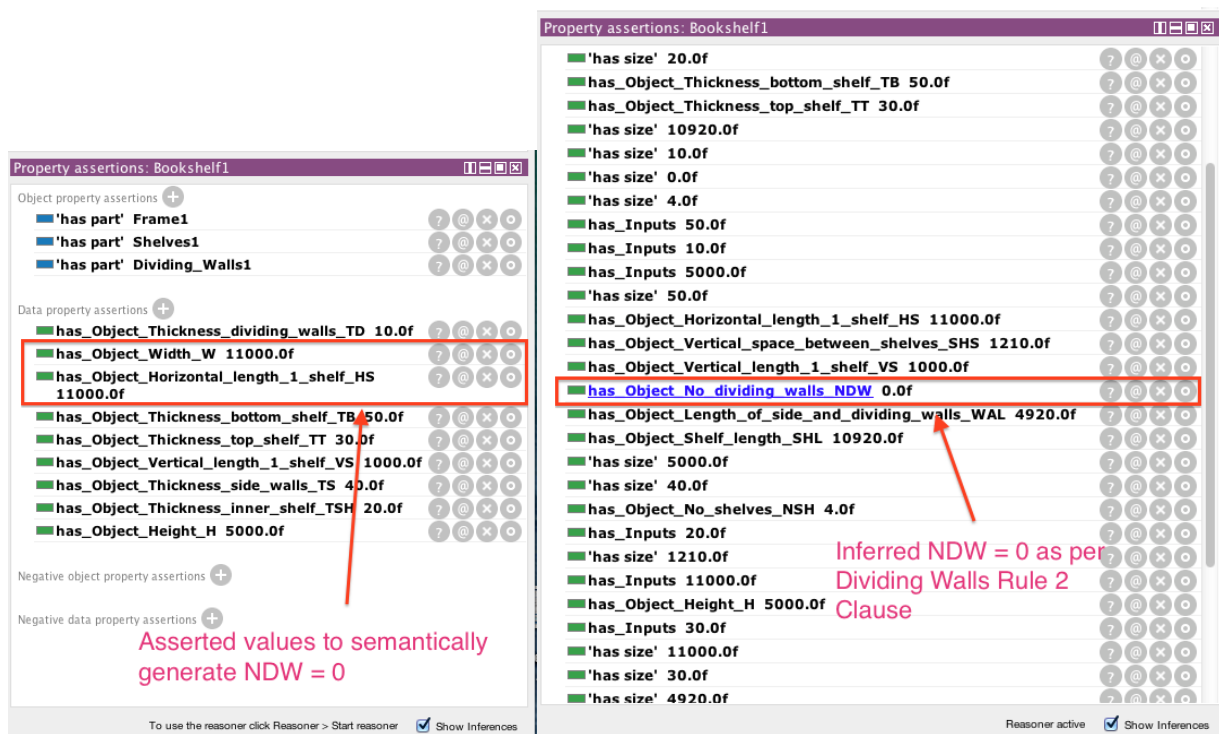 Property assertions: Bookshelf1
Object property assertions
'has part' Frame1
'has part' Shelves1
'has part' Dividing_Walls1
Data property assertions
has_Object_Thickness_dividing_walls_TD 10.0f
has_Object_Width_W 11000.0f
has_Object_Horizontal_length_1_shelf_HS
11000.0f
has_Object_Thickness_bottom_shelf_TB 50.0f
has_Object_Thickness_top_shelf_TT 30.0f
has_Object_Vertical_length_1_shelf_VS 1000.0f
has_Object_Thickness_side_walls_TS 40.0f
has_Object_Thickness_inner_shelf_TSH 20.0f
has_Object_Height_H 5000.0f
Negative object property assertions
Negative data property assertions
Asserted values to semantically
generate NDW = 0
To use the reasoner click Reasoner > Start reasoner Show Inferences
Property assertions: Bookshelf1
'has size' 20.0f
has_Object_Thickness_bottom_shelf_TB 50.0f
has_Object_Thickness_top_shelf_TT 30.0f
'has size' 10920.0f
'has size' 10.0f
'has size' 0.0f
'has size' 4.0f
has_Inputs 50.0f
has_Inputs 10.0f
has_Inputs 5000.0f
'has size' 50.0f
has_Object_Horizontal_length_1_shelf_HS 11000.0f
has_Object_Vertical_space_between_shelves_SHS 1210.0f
has_Object_Vertical_length_1_shelf_VS 1000.0f
has_Object_No_dividing_walls_NDW 0.0f
has_Object_Length_of_side_and_dividing_walls_WAL 4920.0f
has_Object_Shelf_length_SHL 10920.0f
'has size' 5000.0f
'has size' 40.0f
has_Object_No_shelves_NSH 4.0f
has_Inputs 20.0f
'has size' 1210.0f
has_Inputs 11000.0f
has_Object_Height_H 5000.0f
has_Inputs 30.0f
'has size' 11000.0f
'has size' 30.0f
'has size' 4920.0f
Inferred NDW = 0 as per
Dividing Walls Rule 2
Clause
Reasoner active Show Inferences